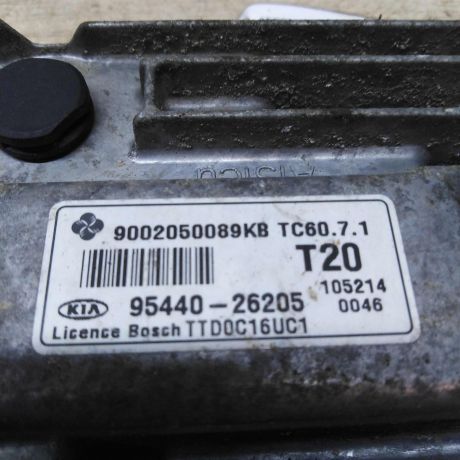 9002050089KB TC60.7.1
T20
105214
KIA 95440-26205 0046
Licence Bosch TTD0C16UC1